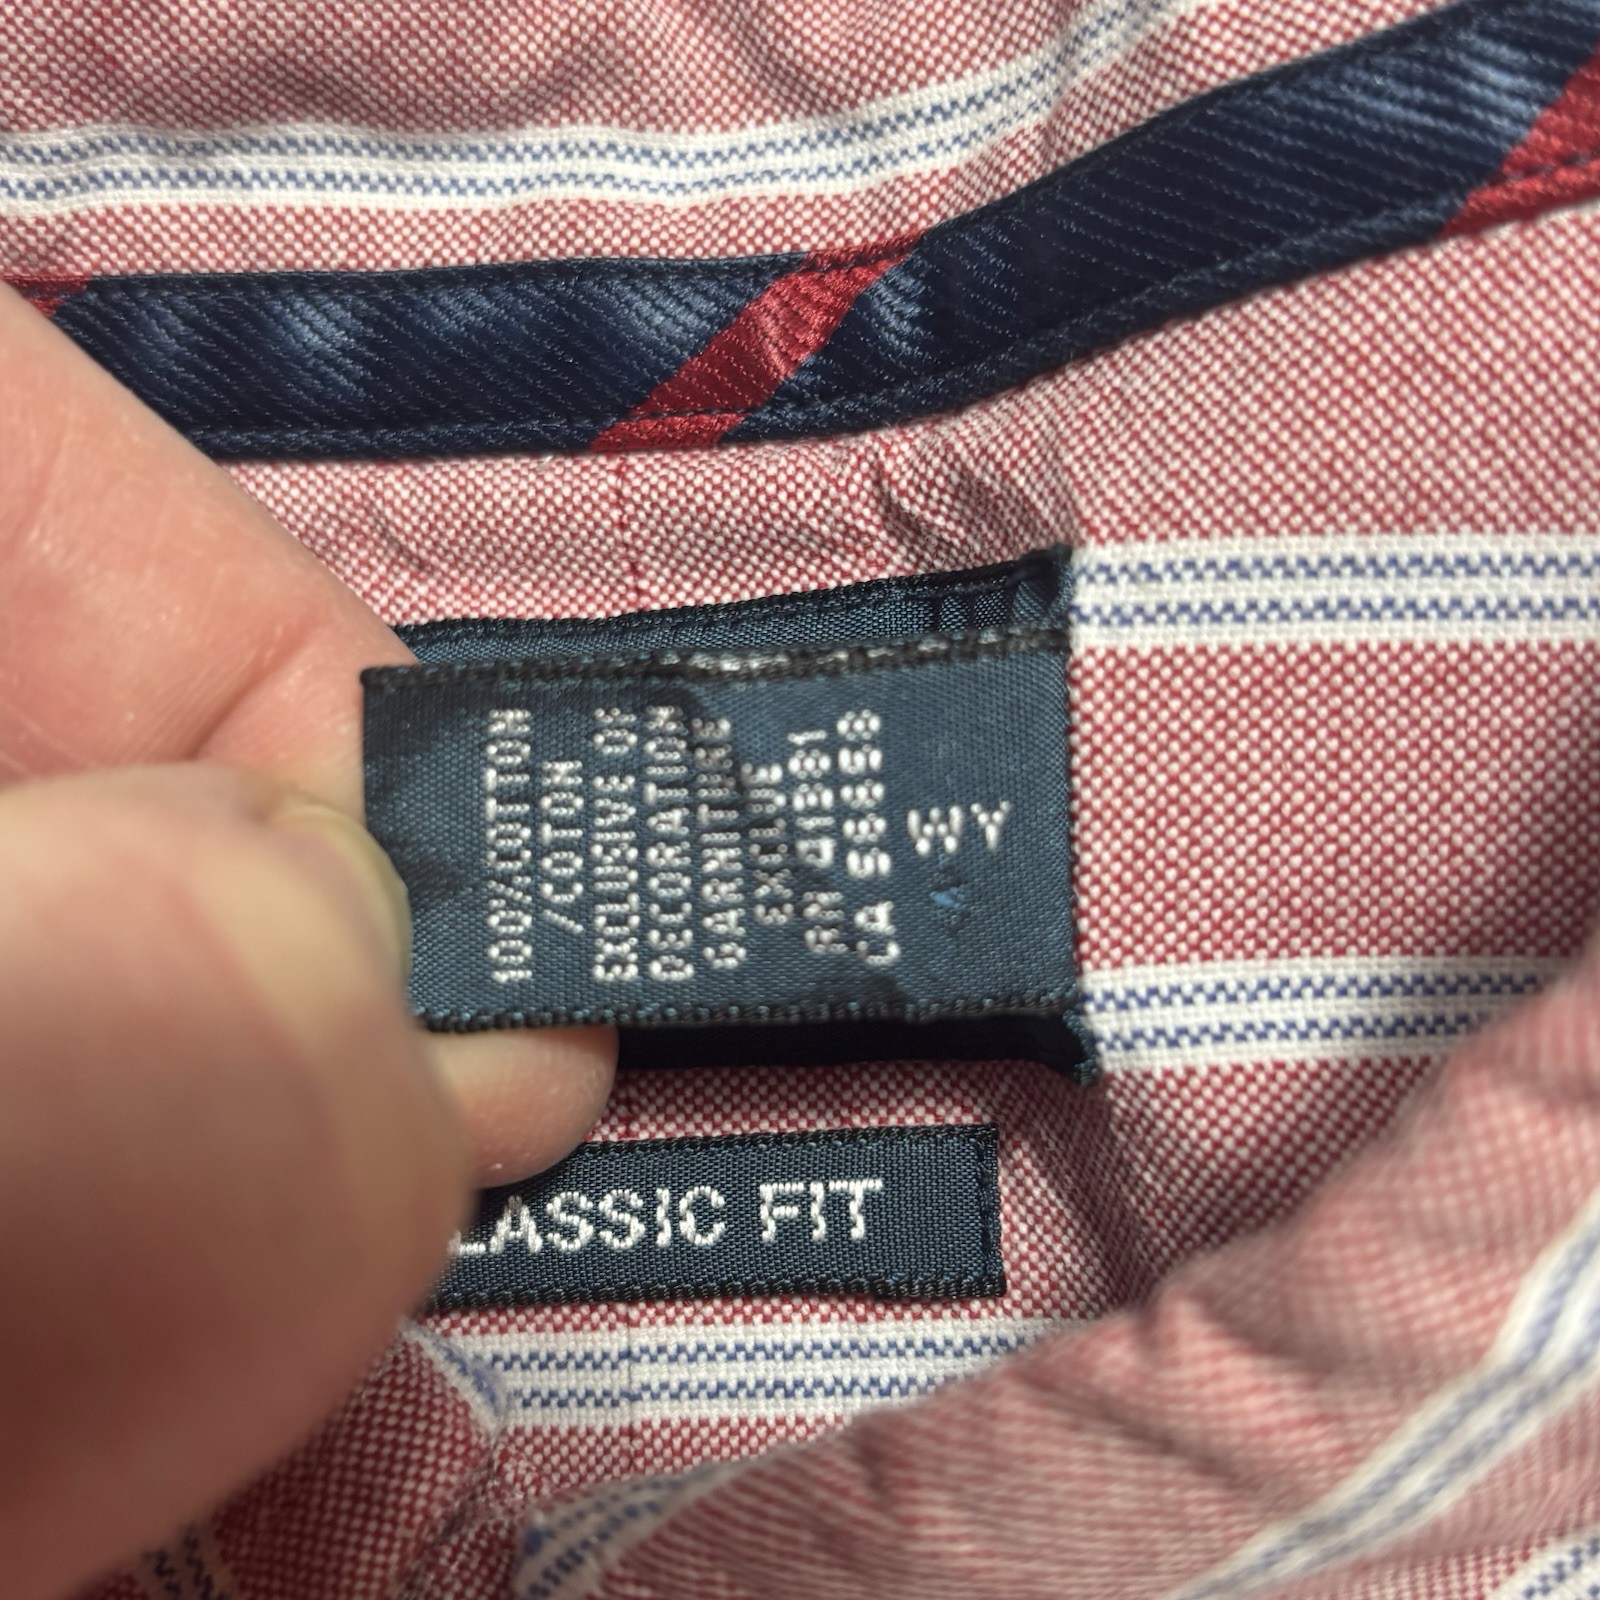 100% COTTON
/COTON
EXCLUSIVE OF
DECORATION
GARNITURE
EXCLUE
RN 41381
CA 56658
WY
LASSIC FIT